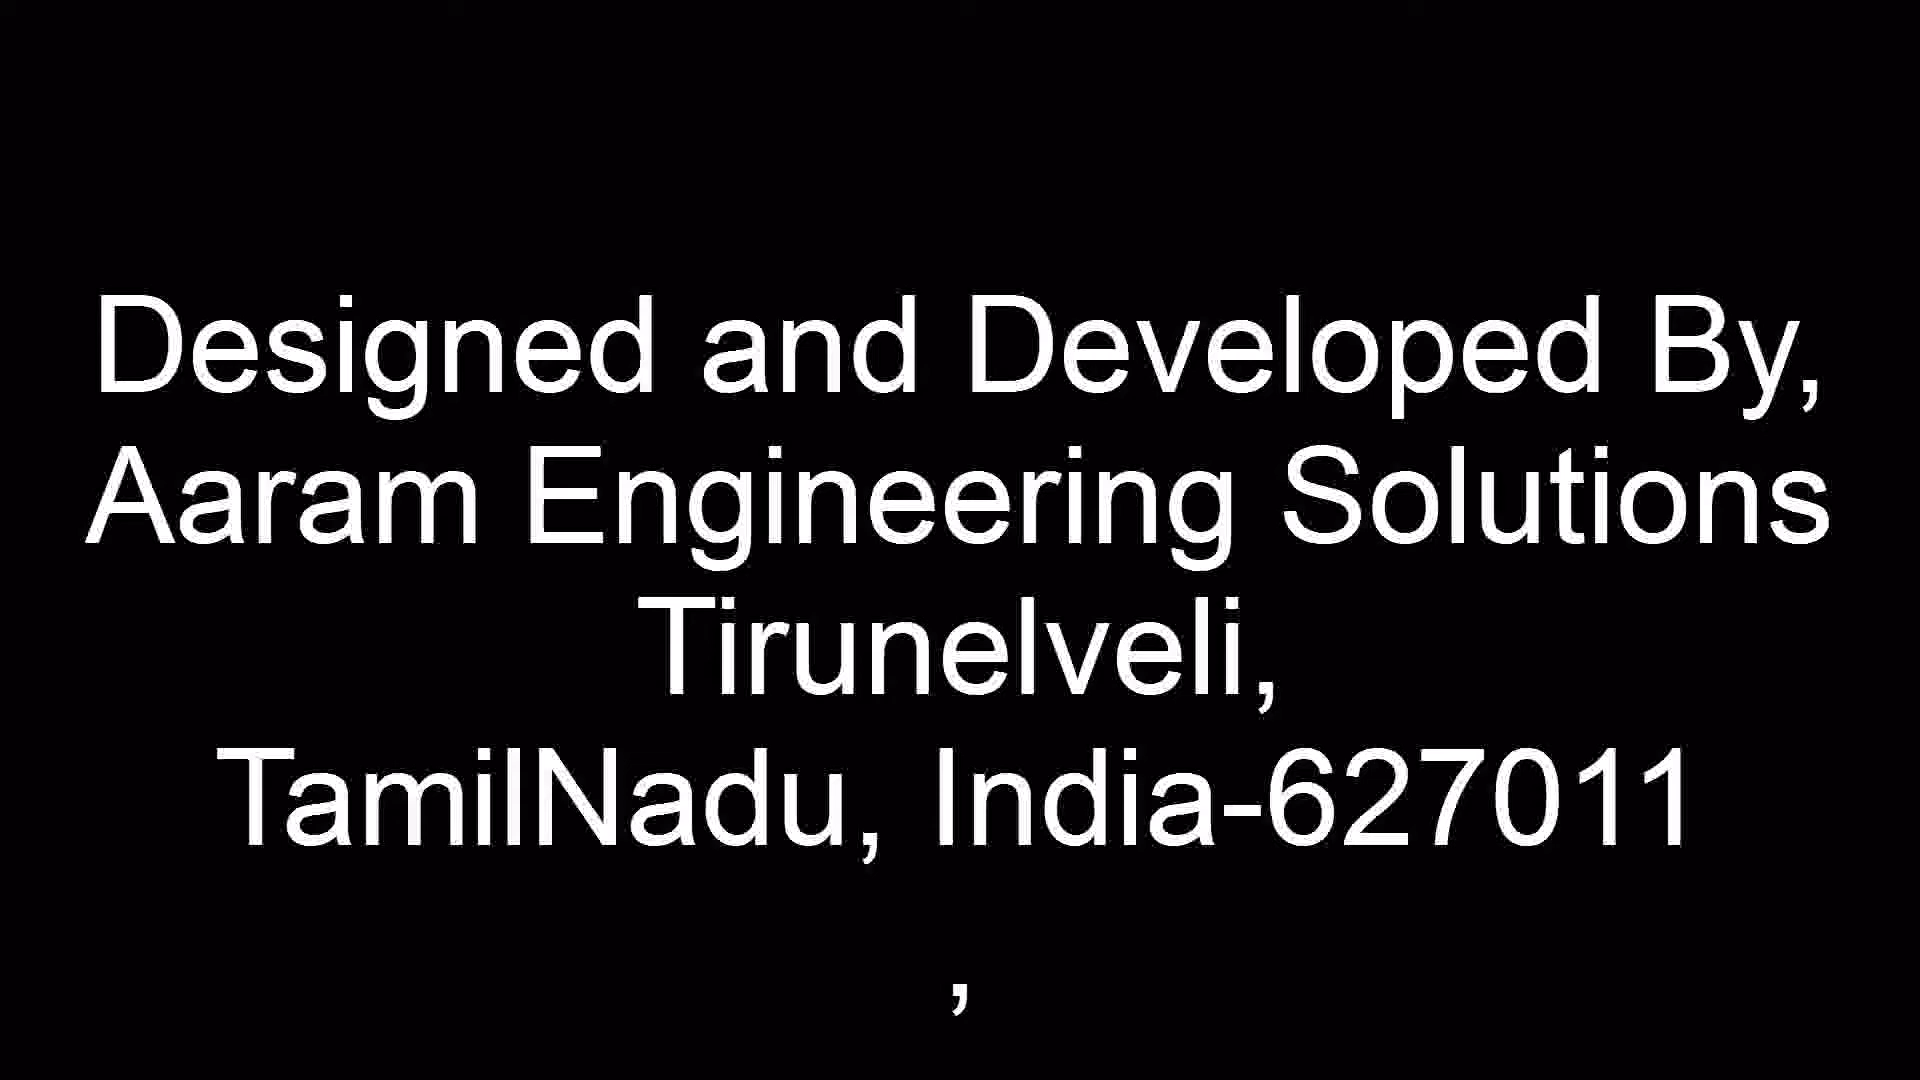 Designed and Developed By,
Aaram Engineering Solutions
Tirunelveli,
TamilNadu, India-627011
,